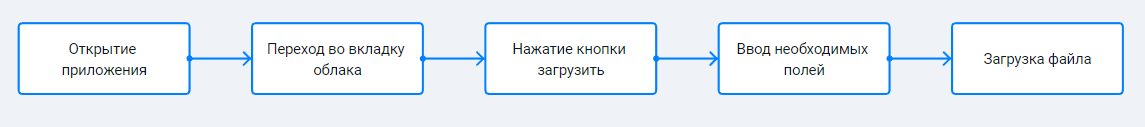 Открытие
приложения
Переход во вкладку
облака
Нажатие кнопки
загрузить
Ввод необходимых
полей
Загрузка файла